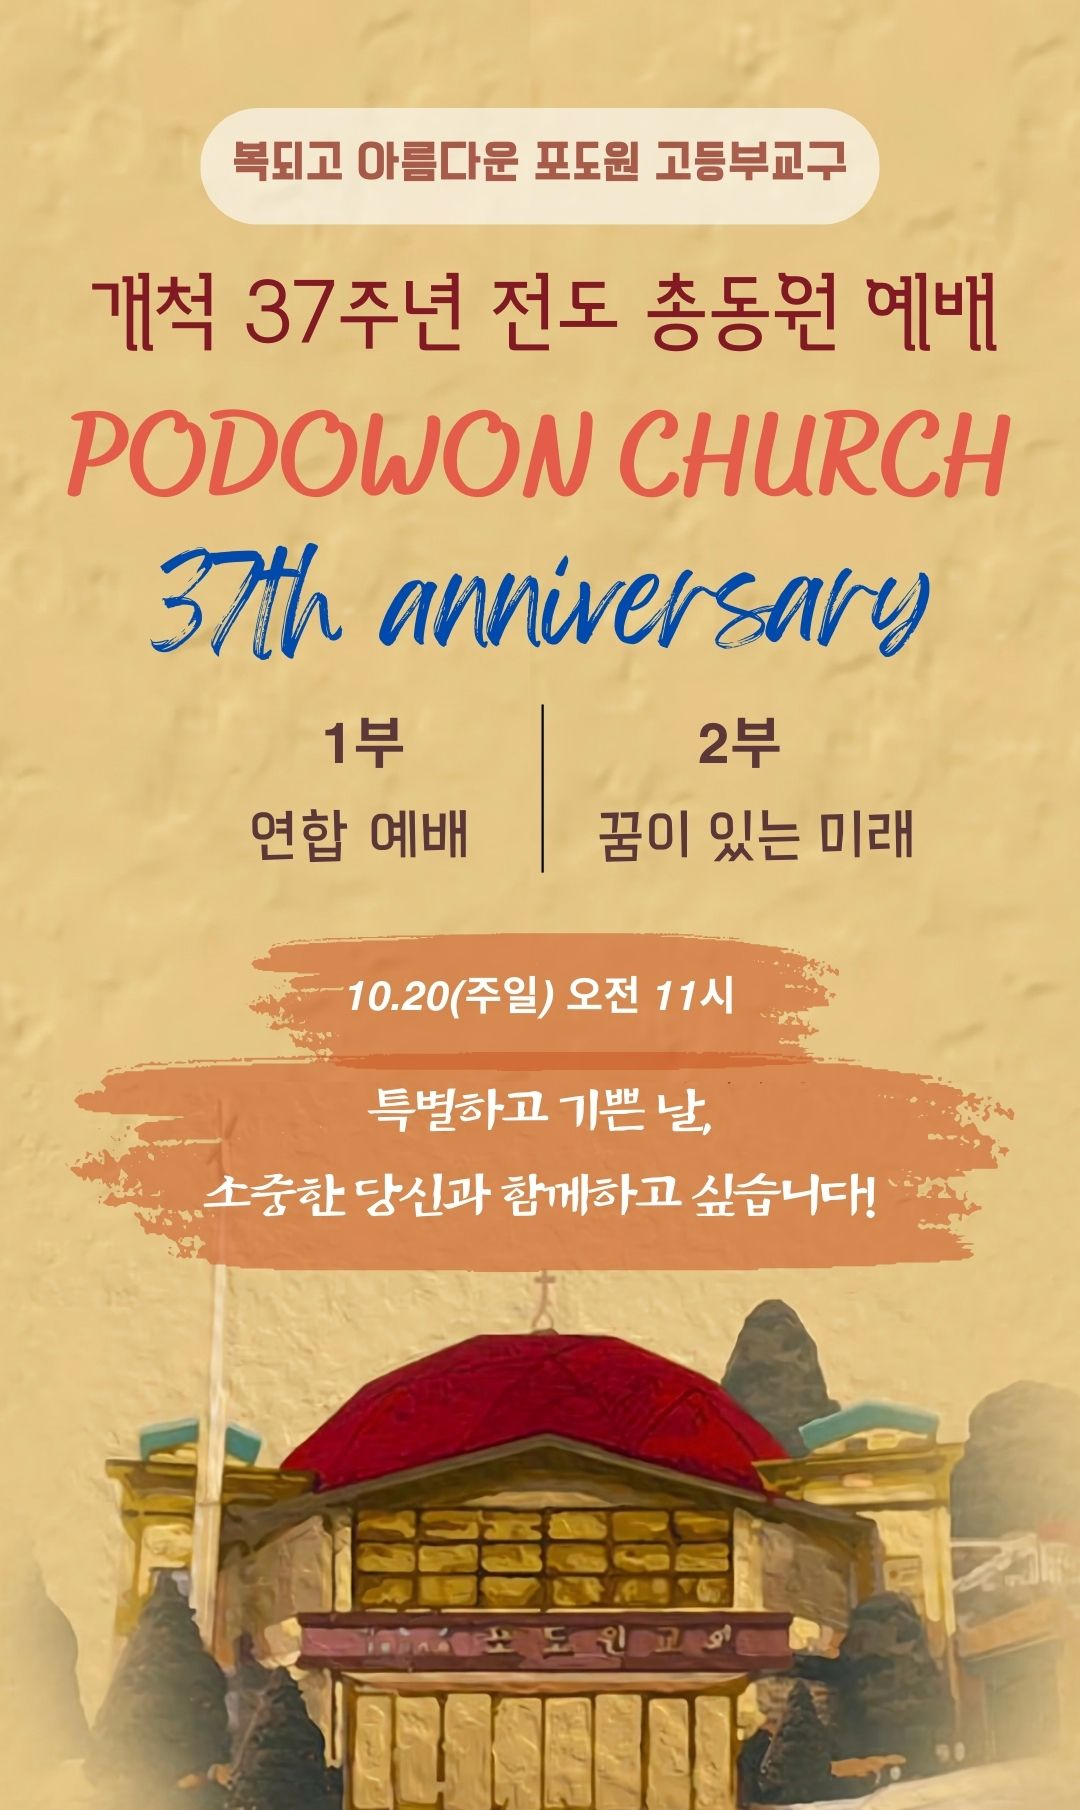 복되고 아름다운 포도원 고등부교구
개척 37주년 전도 총동원 예배
PODOWON CHURCH
37th anniversary
1부
연합 예배
2부
꿈이 있는 미래
10.20(주일) 오전 11시
특별하고 기쁜 날,
소중한 당신과 함께하고 싶습니다!
포도원교회